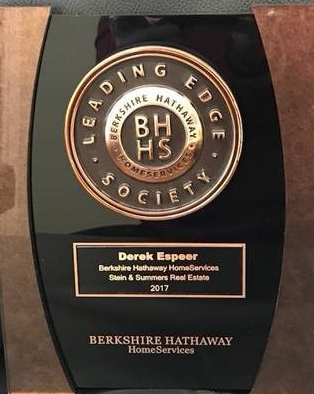 LEADING EDGE
BERKSHIRE HATHAWAY
BH
HS
HOMESERVICES
SOCIETY
Derek Espeer
Berkshire Hathaway HomeServices
Stein & Summers Real Estate
2017
BERKSHIRE HATHAWAY
HomeServices